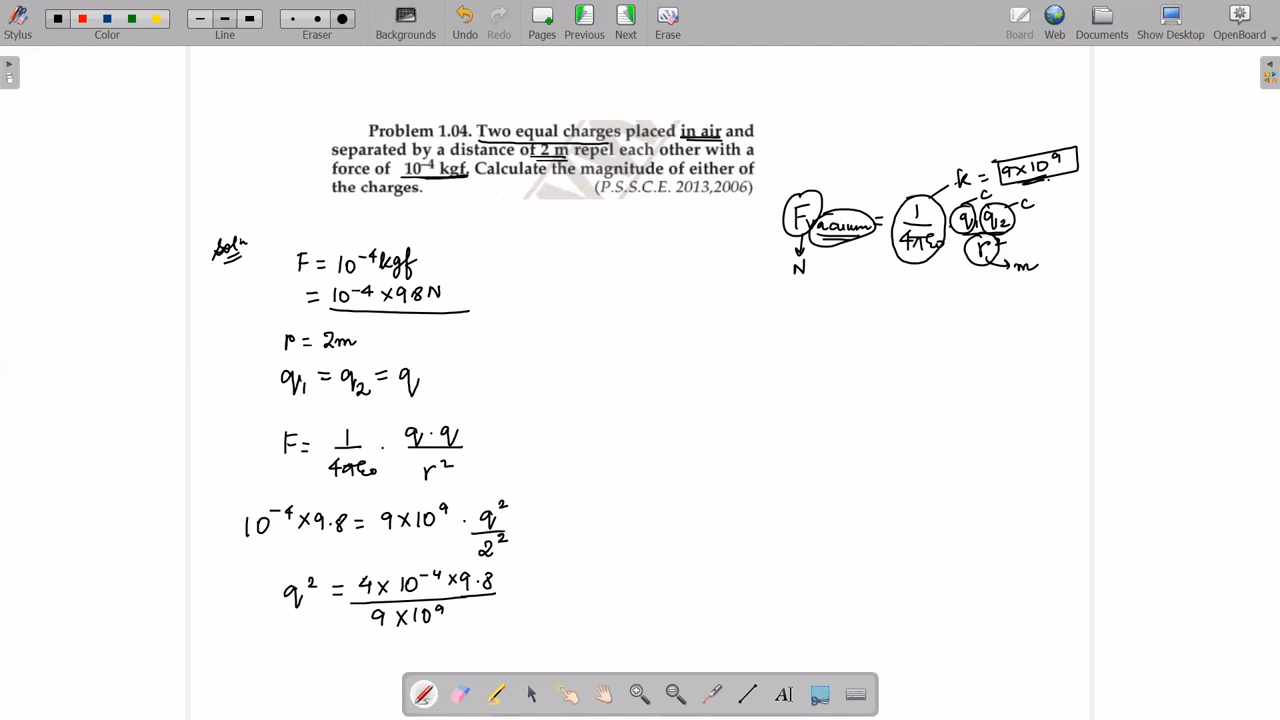 Stylus
Color
Line
Eraser
Backgrounds
Undo
Redo
Pages
Previous
Next
Erase
Board
Web
Documents
Show Desktop
OpenBoard
Problem 1.04. Two equal charges placed in air and
separated by a distance of 2 m repel each other with a
force of 10⁻⁴ kgf. Calculate the magnitude of either of
the charges. (P.S.S.C.E. 2013,2006)
k = 9×10⁹
F vacuum = 1/4πε₀ q₁q₂/r²
C
C
N
m
Solⁿ
F = 10⁻⁴ kgf
= 10⁻⁴ × 9.8 N
r = 2m
q₁ = q₂ = q
F = 1/4πε₀ · q·q/r²
10⁻⁴ × 9.8 = 9×10⁹ · q²/2²
q² = 4 × 10⁻⁴ × 9.8 / 9 × 10⁹
AI